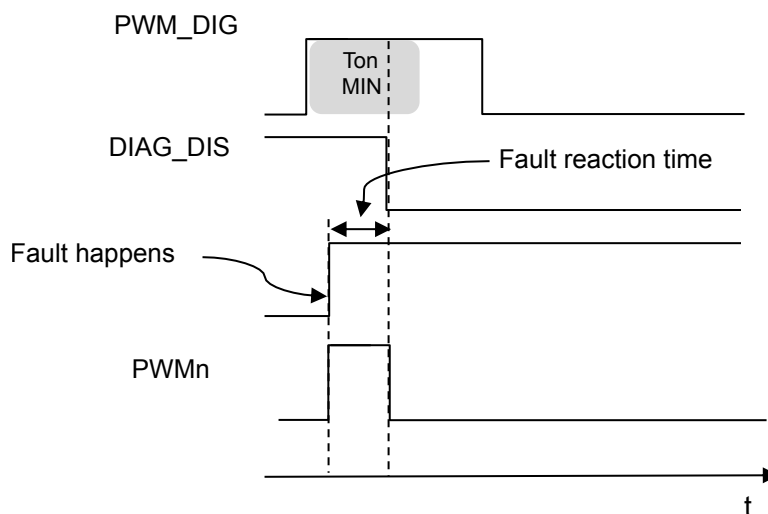 PWM_DIG
Ton
MIN
DIAG_DIS
Fault reaction time
Fault happens
PWMn
t